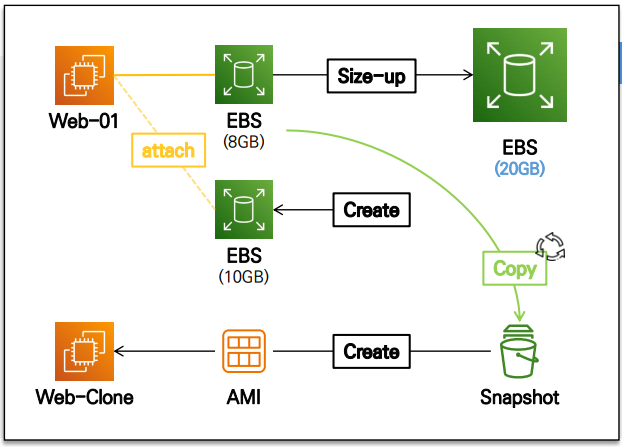 Web-01
EBS
(8GB)
Size-up
EBS
(20GB)
attach
EBS
(10GB)
Create
Copy
Web-Clone
AMI
Create
Snapshot